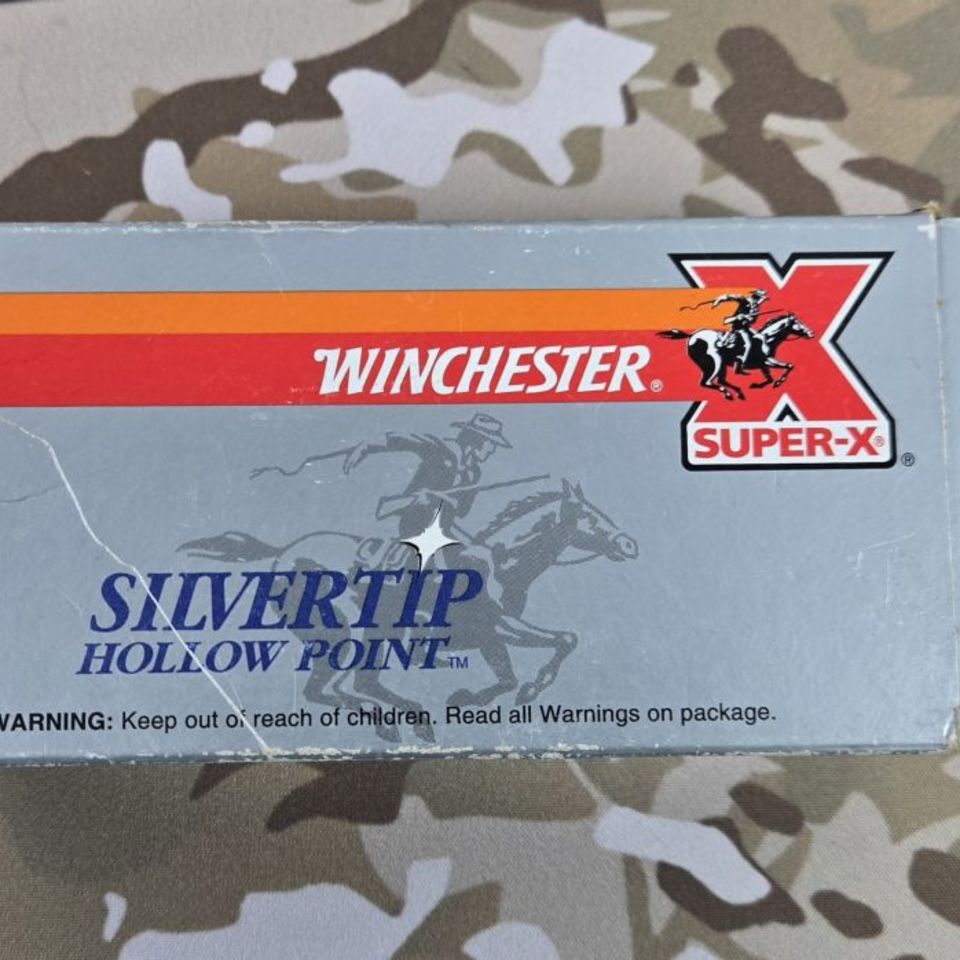 WINCHESTER®
SUPER-X®
®
SILVERTIP
HOLLOW POINT™
WARNING: Keep out of reach of children. Read all Warnings on package.